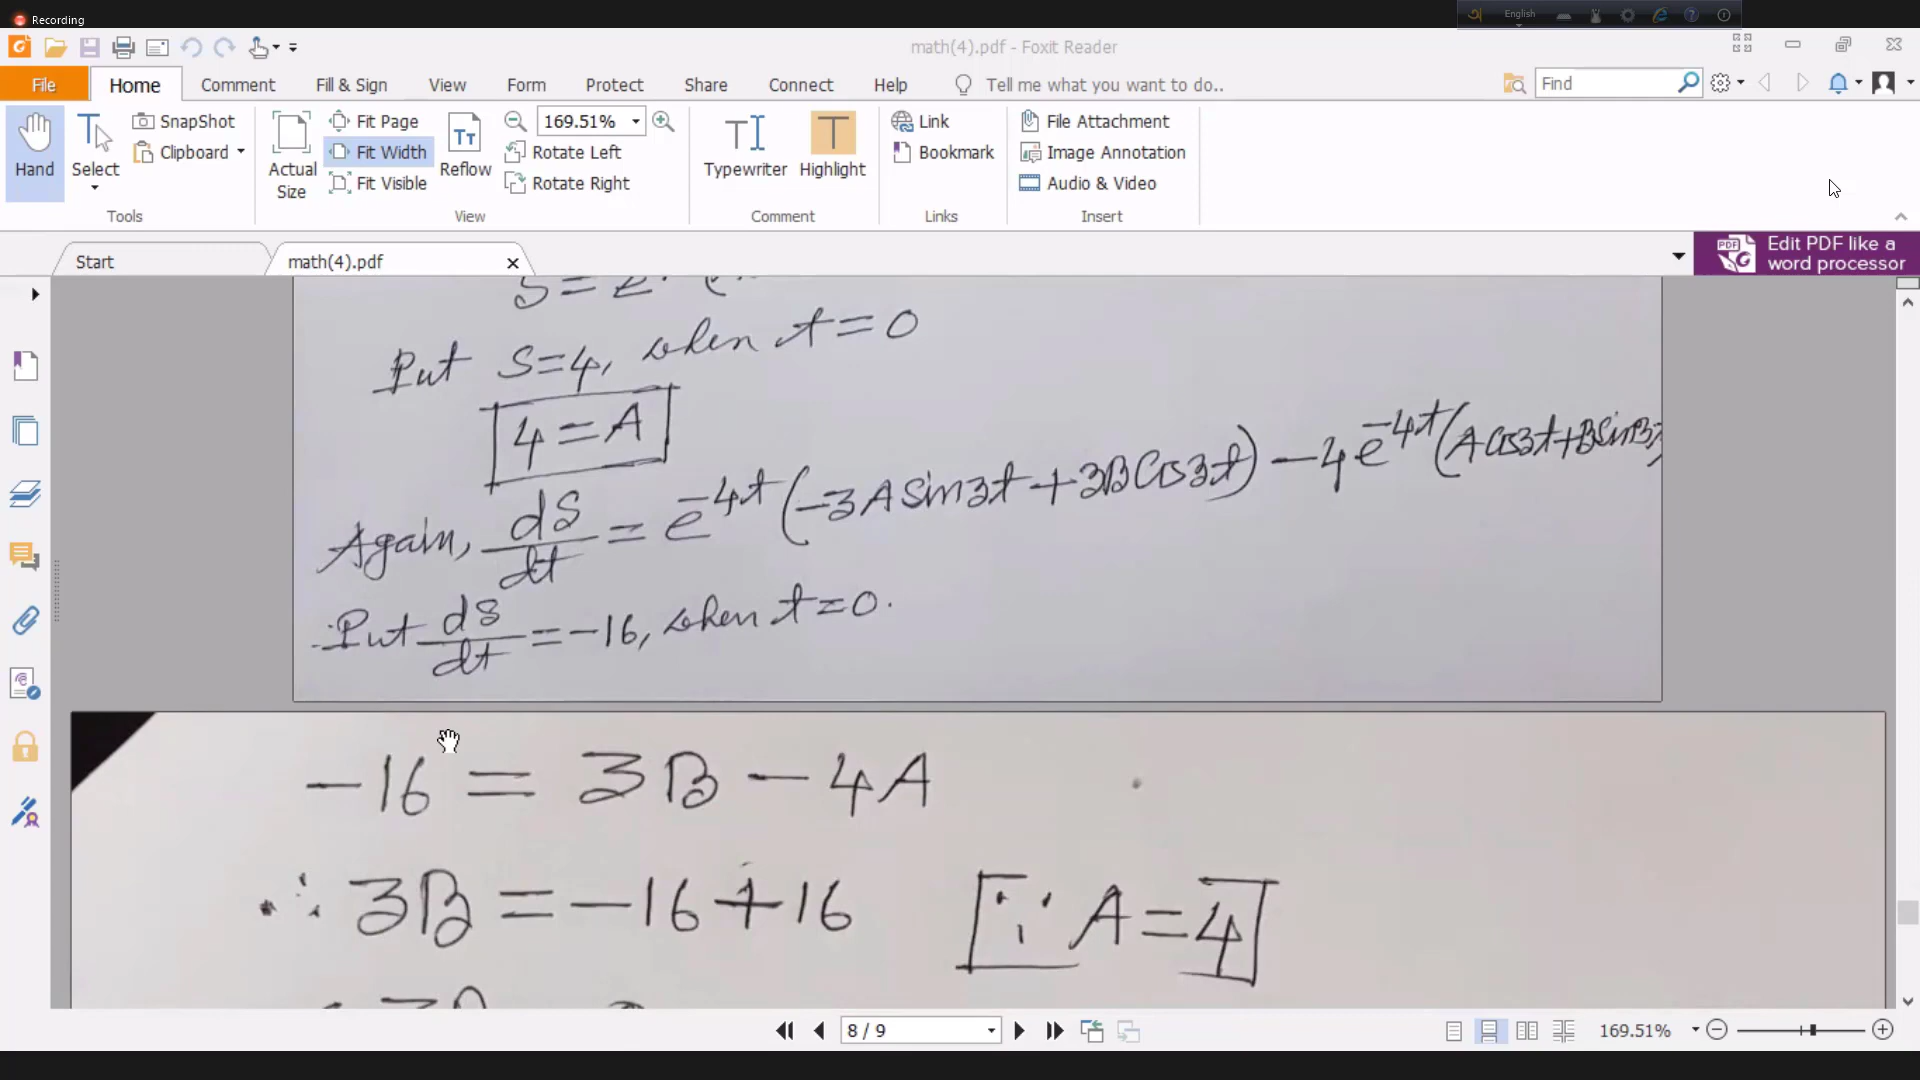 Recording
English
math(4).pdf - Foxit Reader
File Home Comment Fill & Sign View Form Protect Share Connect Help Tell me what you want to do.. Find
Hand
Select
SnapShot
Clipboard
Tools
Actual Size
Fit Page
Fit Width
Fit Visible
Reflow
169.51%
Rotate Left
Rotate Right
View
Typewriter
Highlight
Comment
Link
Bookmark
Links
File Attachment
Image Annotation
Audio & Video
Insert
Start
math(4).pdf
Edit PDF like a
word processor
Put S=4, when t=0
4=A
Again, dS/dt = e^-4t (-3A Sin3t + 3B Cos3t) - 4e^-4t (A Cos3t + B Sin3t
Put dS/dt = -16, when t=0.
-16 = 3B - 4A
∴ 3B = -16+16 ∵ A=4
8 / 9
169.51%